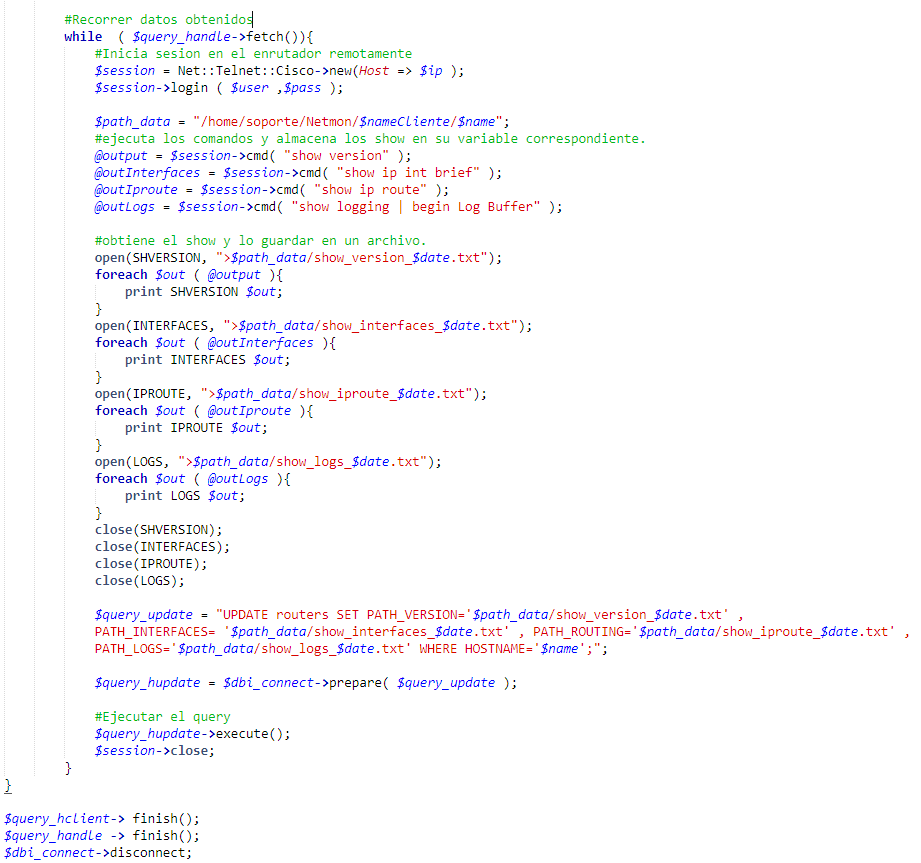 #Recorrer datos obtenidos
while  ( $query_handle->fetch()){
#Inicia sesion en el enrutador remotamente
$session = Net::Telnet::Cisco->new(Host => $ip );
$session->login ( $user ,$pass );
$path_data = "/home/soporte/Netmon/$nameCliente/$name";
#ejecuta los comandos y almacena los show en su variable correspondiente.
@output = $session->cmd( "show version" );
@outInterfaces = $session->cmd( "show ip int brief" );
@outIproute = $session->cmd( "show ip route" );
@outLogs = $session->cmd( "show logging | begin Log Buffer" );
#obtiene el show y lo guardar en un archivo.
open(SHVERSION, ">$path_data/show_version_$date.txt");
foreach $out ( @output ){
print SHVERSION $out;
}
open(INTERFACES, ">$path_data/show_interfaces_$date.txt");
foreach $out ( @outInterfaces ){
print INTERFACES $out;
}
open(IPROUTE, ">$path_data/show_iproute_$date.txt");
foreach $out ( @outIproute ){
print IPROUTE $out;
}
open(LOGS, ">$path_data/show_logs_$date.txt");
foreach $out ( @outLogs ){
print LOGS $out;
}
close(SHVERSION);
close(INTERFACES);
close(IPROUTE);
close(LOGS);
$query_update = "UPDATE routers SET PATH_VERSION='$path_data/show_version_$date.txt' ,
PATH_INTERFACES= '$path_data/show_interfaces_$date.txt' , PATH_ROUTING='$path_data/show_iproute_$date.txt' ,
PATH_LOGS='$path_data/show_logs_$date.txt' WHERE HOSTNAME='$name';";
$query_hupdate = $dbi_connect->prepare( $query_update );
#Ejecutar el query
$query_hupdate->execute();
$session->close;
}
}
$query_hclient-> finish();
$query_handle -> finish();
$dbi_connect->disconnect;